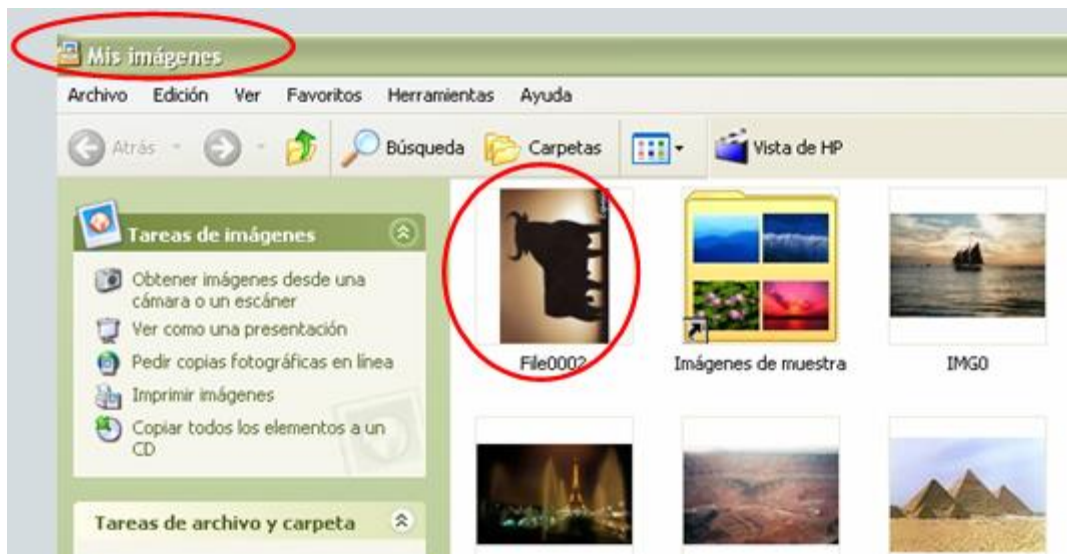 Mis imágenes
Archivo Edición Ver Favoritos Herramientas Ayuda
Atrás Búsqueda Carpetas Vista de HP
Tareas de imágenes
Obtener imágenes desde una
cámara o un escáner
Ver como una presentación
Pedir copias fotográficas en línea
Imprimir imágenes
Copiar todos los elementos a un
CD
Tareas de archivo y carpeta
File0002
Imágenes de muestra
IMG0